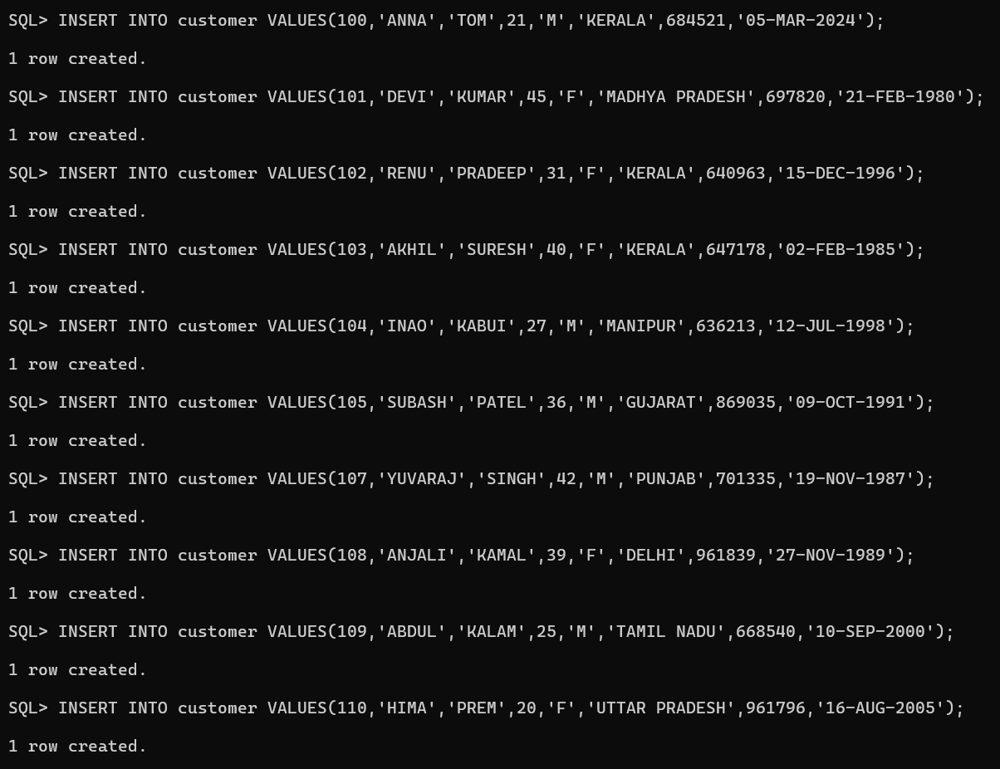 SQL> INSERT INTO customer VALUES(100,'ANNA','TOM',21,'M','KERALA',684521,'05-MAR-2024');
1 row created.
SQL> INSERT INTO customer VALUES(101,'DEVI','KUMAR',45,'F','MADHYA PRADESH',697820,'21-FEB-1980');
1 row created.
SQL> INSERT INTO customer VALUES(102,'RENU','PRADEEP',31,'F','KERALA',640963,'15-DEC-1996');
1 row created.
SQL> INSERT INTO customer VALUES(103,'AKHIL','SURESH',40,'F','KERALA',647178,'02-FEB-1985');
1 row created.
SQL> INSERT INTO customer VALUES(104,'INAO','KABUI',27,'M','MANIPUR',636213,'12-JUL-1998');
1 row created.
SQL> INSERT INTO customer VALUES(105,'SUBASH','PATEL',36,'M','GUJARAT',869035,'09-OCT-1991');
1 row created.
SQL> INSERT INTO customer VALUES(107,'YUVARAJ','SINGH',42,'M','PUNJAB',701335,'19-NOV-1987');
1 row created.
SQL> INSERT INTO customer VALUES(108,'ANJALI','KAMAL',39,'F','DELHI',961839,'27-NOV-1989');
1 row created.
SQL> INSERT INTO customer VALUES(109,'ABDUL','KALAM',25,'M','TAMIL NADU',668540,'10-SEP-2000');
1 row created.
SQL> INSERT INTO customer VALUES(110,'HIMA','PREM',20,'F','UTTAR PRADESH',961796,'16-AUG-2005');
1 row created.